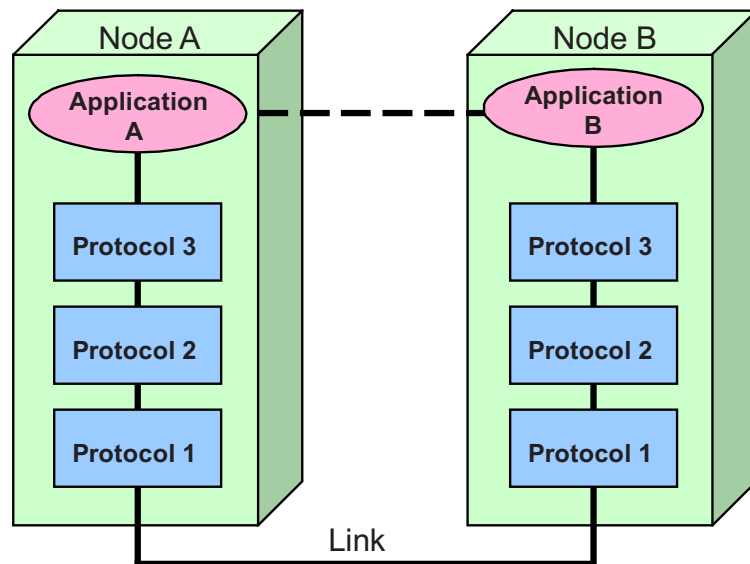 Node A
Application
A
Protocol 3
Protocol 2
Protocol 1
Node B
Application
B
Protocol 3
Protocol 2
Protocol 1
Link